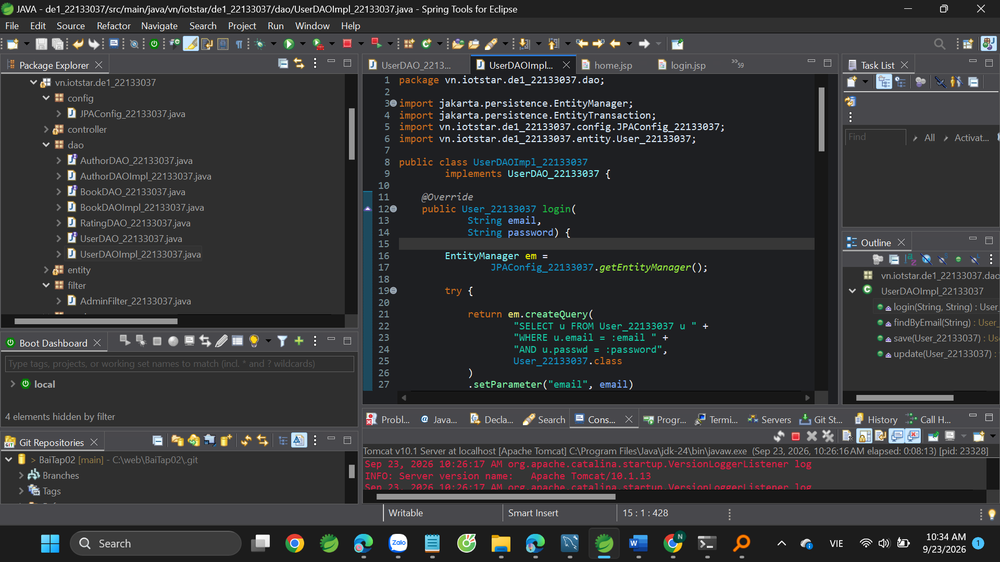 JAVA - de1_22133037/src/main/java/vn/iotstar/de1_22133037/dao/UserDAOImpl_22133037.java - Spring Tools for Eclipse
File Edit Source Refactor Navigate Search Project Run Window Help
Package Explorer
vn.iotstar.de1_22133037
config
JPAConfig_22133037.java
controller
dao
AuthorDAO_22133037.java
AuthorDAOImpl_22133037.java
BookDAO_22133037.java
BookDAOImpl_22133037.java
RatingDAO_22133037.java
UserDAO_22133037.java
UserDAOImpl_22133037.java
entity
filter
AdminFilter_22133037.java
Boot Dashboard
Type tags, projects, or working set names to match (incl. * and ? wildcards)
local
4 elements hidden by filter
Git Repositories
> BaiTap02 [main] - C:\web\BaiTap02\.git
Branches
Tags
UserDAO_2213... UserDAOImpl... home.jsp login.jsp »59
1 package vn.iotstar.de1_22133037.dao;
2
3 import jakarta.persistence.EntityManager;
4 import jakarta.persistence.EntityTransaction;
5 import vn.iotstar.de1_22133037.config.JPAConfig_22133037;
6 import vn.iotstar.de1_22133037.entity.User_22133037;
7
8 public class UserDAOImpl_22133037
9 implements UserDAO_22133037 {
10
11 @Override
12 public User_22133037 login(
13 String email,
14 String password) {
15
16 EntityManager em =
17 JPAConfig_22133037.getEntityManager();
18
19 try {
20
21 return em.createQuery(
22 "SELECT u FROM User_22133037 u " +
23 "WHERE u.email = :email " +
24 "AND u.passwd = :password",
25 User_22133037.class
26 )
27 .setParameter("email", email)
Task List
Find All Activat...
Outline
vn.iotstar.de1_22133037.dao
UserDAOImpl_22133037
login(String, String) : User_
findByEmail(String) : User_
save(User_22133037) : Us
update(User_22133037) :
Probl... Java... Decla... Search Cons... Progr... Termi... Servers Git St... History Call H...
Tomcat v10.1 Server at localhost [Apache Tomcat] C:\Program Files\Java\jdk-24\bin\javaw.exe (Sep 23, 2026, 10:26:16 AM elapsed: 0:08:13) [pid: 23328]
Sep 23, 2026 10:26:17 AM org.apache.catalina.startup.VersionLoggerListener log
INFO: Server version name: Apache Tomcat/10.1.13
Sep 23, 2026 10:26:17 AM org.apache.catalina.startup.VersionLoggerListener log
Writable Smart Insert 15 : 1 : 428
Search
Zalo
N
VIE
10:34 AM
9/23/2026
1